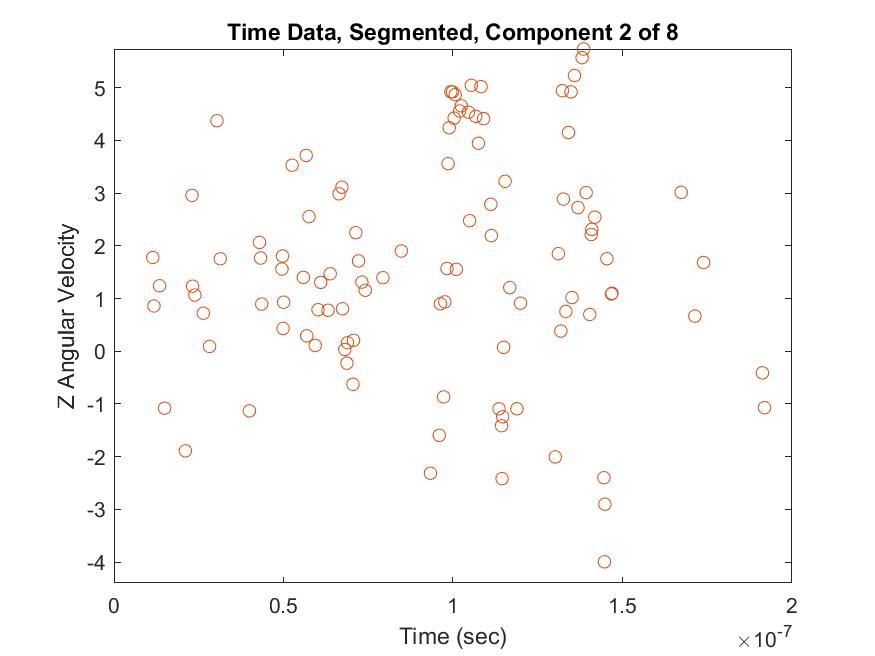 Time Data, Segmented, Component 2 of 8
5
4
3
2
1
0
-1
-2
-3
-4
Z Angular Velocity
0 0.5 1 1.5 2
Time (sec)
×10-7